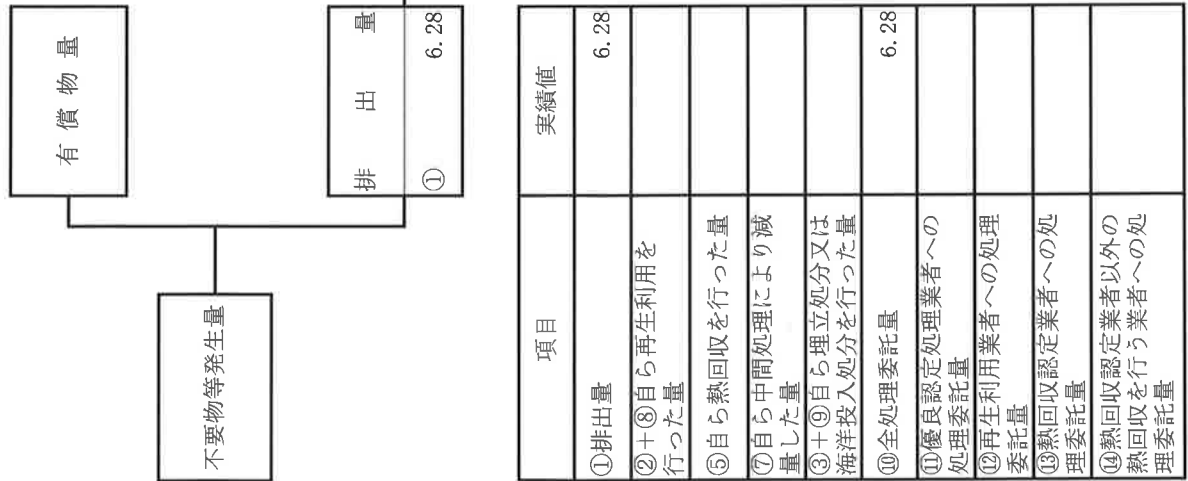 有償物量
不要物等発生量
排出量
① 6.28
項目 実績値
①排出量 6.28
②+⑧自ら再生利用を
行った量
⑤自ら熱回収を行った量
⑦自ら中間処理により減
量した量
③+⑨自ら埋立処分又は
海洋投入処分を行った量
⑩全処理委託量 6.28
⑪優良認定処理業者への
処理委託量
⑫再生利用業者への処理
委託量
⑬熱回収認定業者への処
理委託量
⑭熱回収認定業者以外の
熱回収を行う業者への処
理委託量